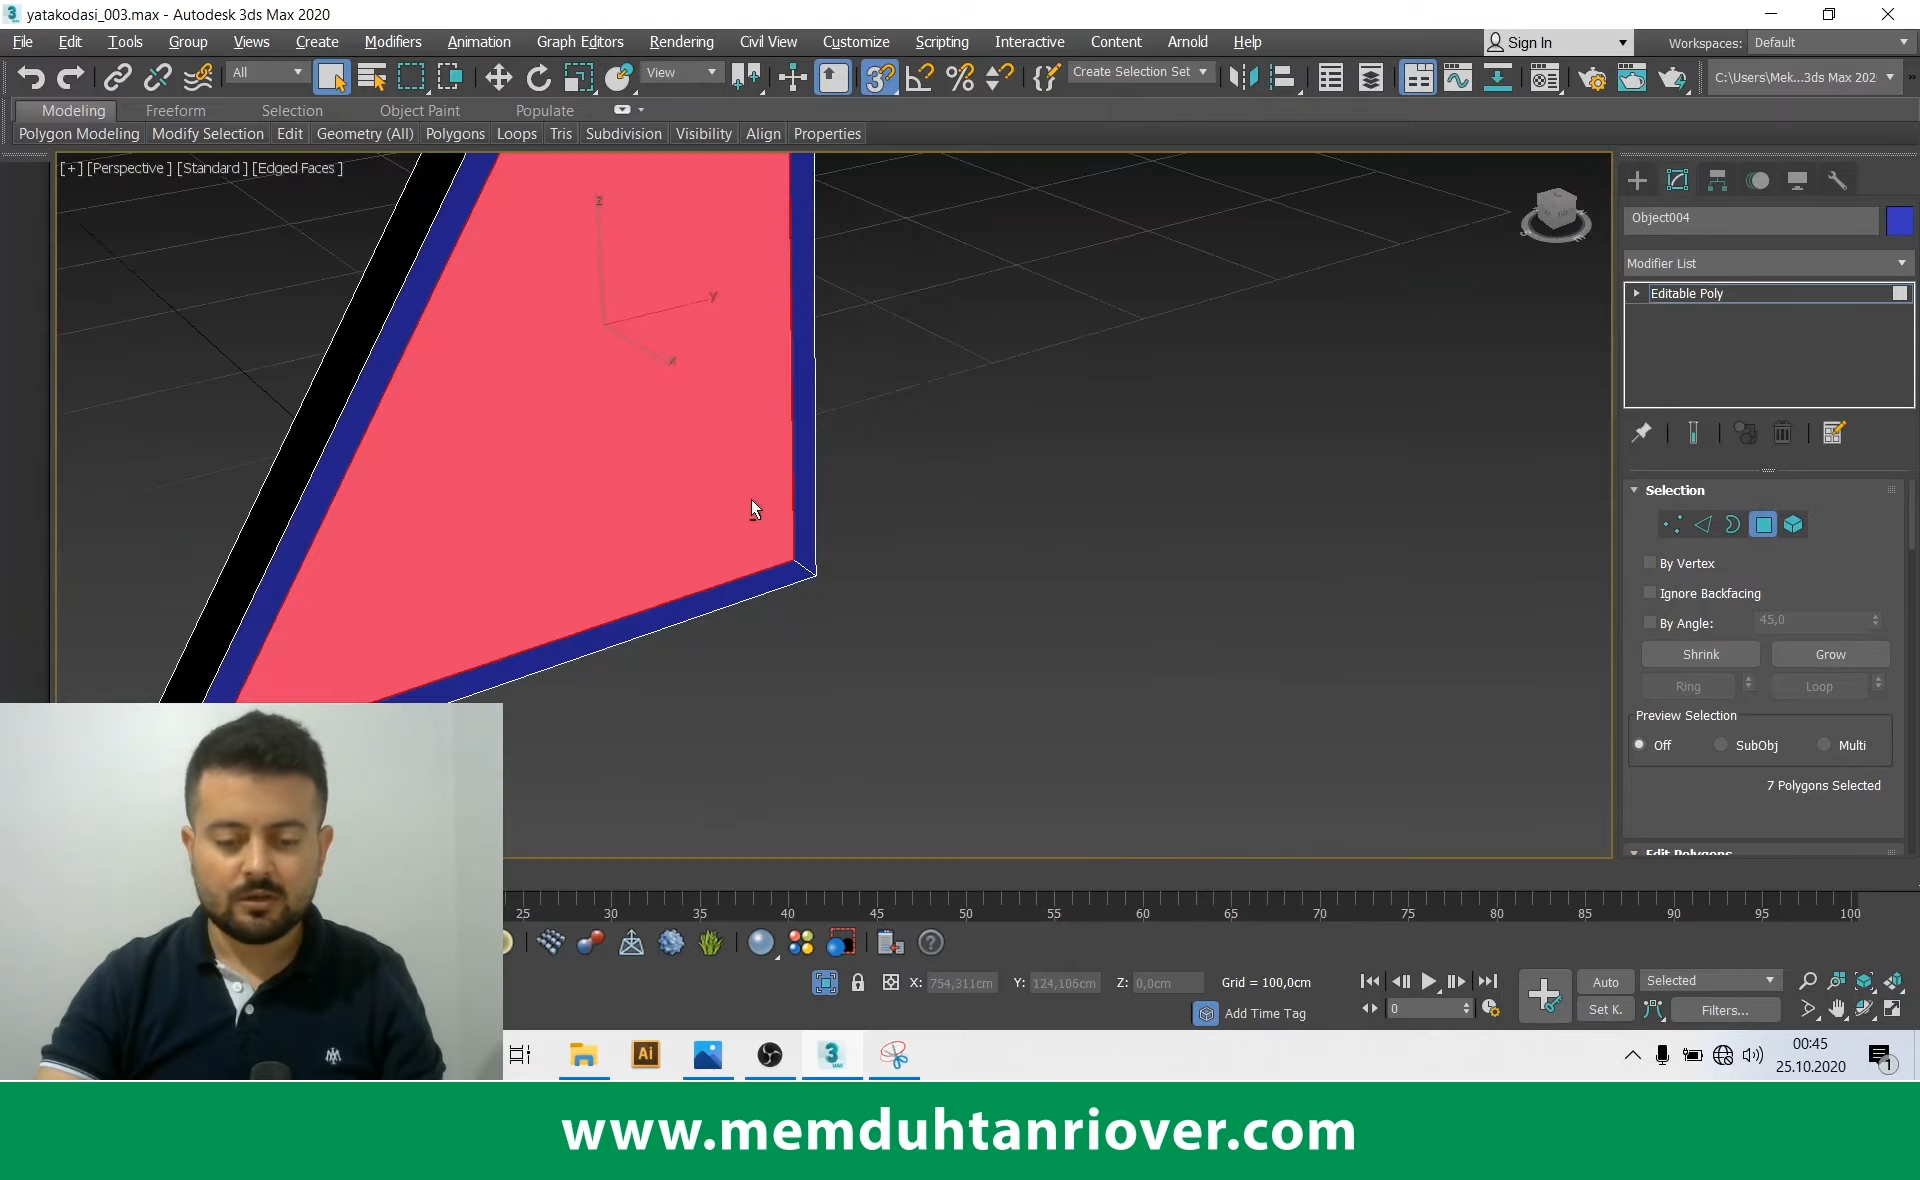 yatakodasi_003.max - Autodesk 3ds Max 2020
File Edit Tools Group Views Create Modifiers Animation Graph Editors Rendering Civil View Customize Scripting Interactive Content Arnold Help Sign In Workspaces: Default
All View Create Selection Set C:\Users\Mek...3ds Max 202
Modeling Freeform Selection Object Paint Populate
Polygon Modeling Modify Selection Edit Geometry (All) Polygons Loops Tris Subdivision Visibility Align Properties
[+] [Perspective ] [Standard ] [Edged Faces ]
z
y
x
Object004
Modifier List
Editable Poly
Selection
By Vertex
Ignore Backfacing
By Angle: 45,0
Shrink Grow
Ring Loop
Preview Selection
Off SubObj Multi
7 Polygons Selected
Edit Polygons
25 30 35 40 45 50 55 60 65 70 75 80 85 90 95 100
X: 754,311cm Y: 124,106cm Z: 0,0cm Grid = 100,0cm Auto Selected
Add Time Tag 0 Set K. Filters...
Ai 3 MAX 00:45
25.10.2020 1
www.memduhtanriover.com